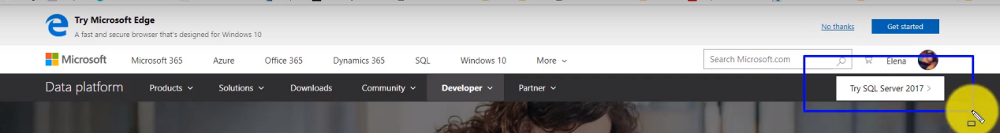 Try Microsoft Edge
A fast and secure browser that's designed for Windows 10
No thanks
Get started
Microsoft
Microsoft 365
Azure
Office 365
Dynamics 365
SQL
Windows 10
More
Search Microsoft.com
Elena
Data platform
Products
Solutions
Downloads
Community
Developer
Partner
Try SQL Server 2017